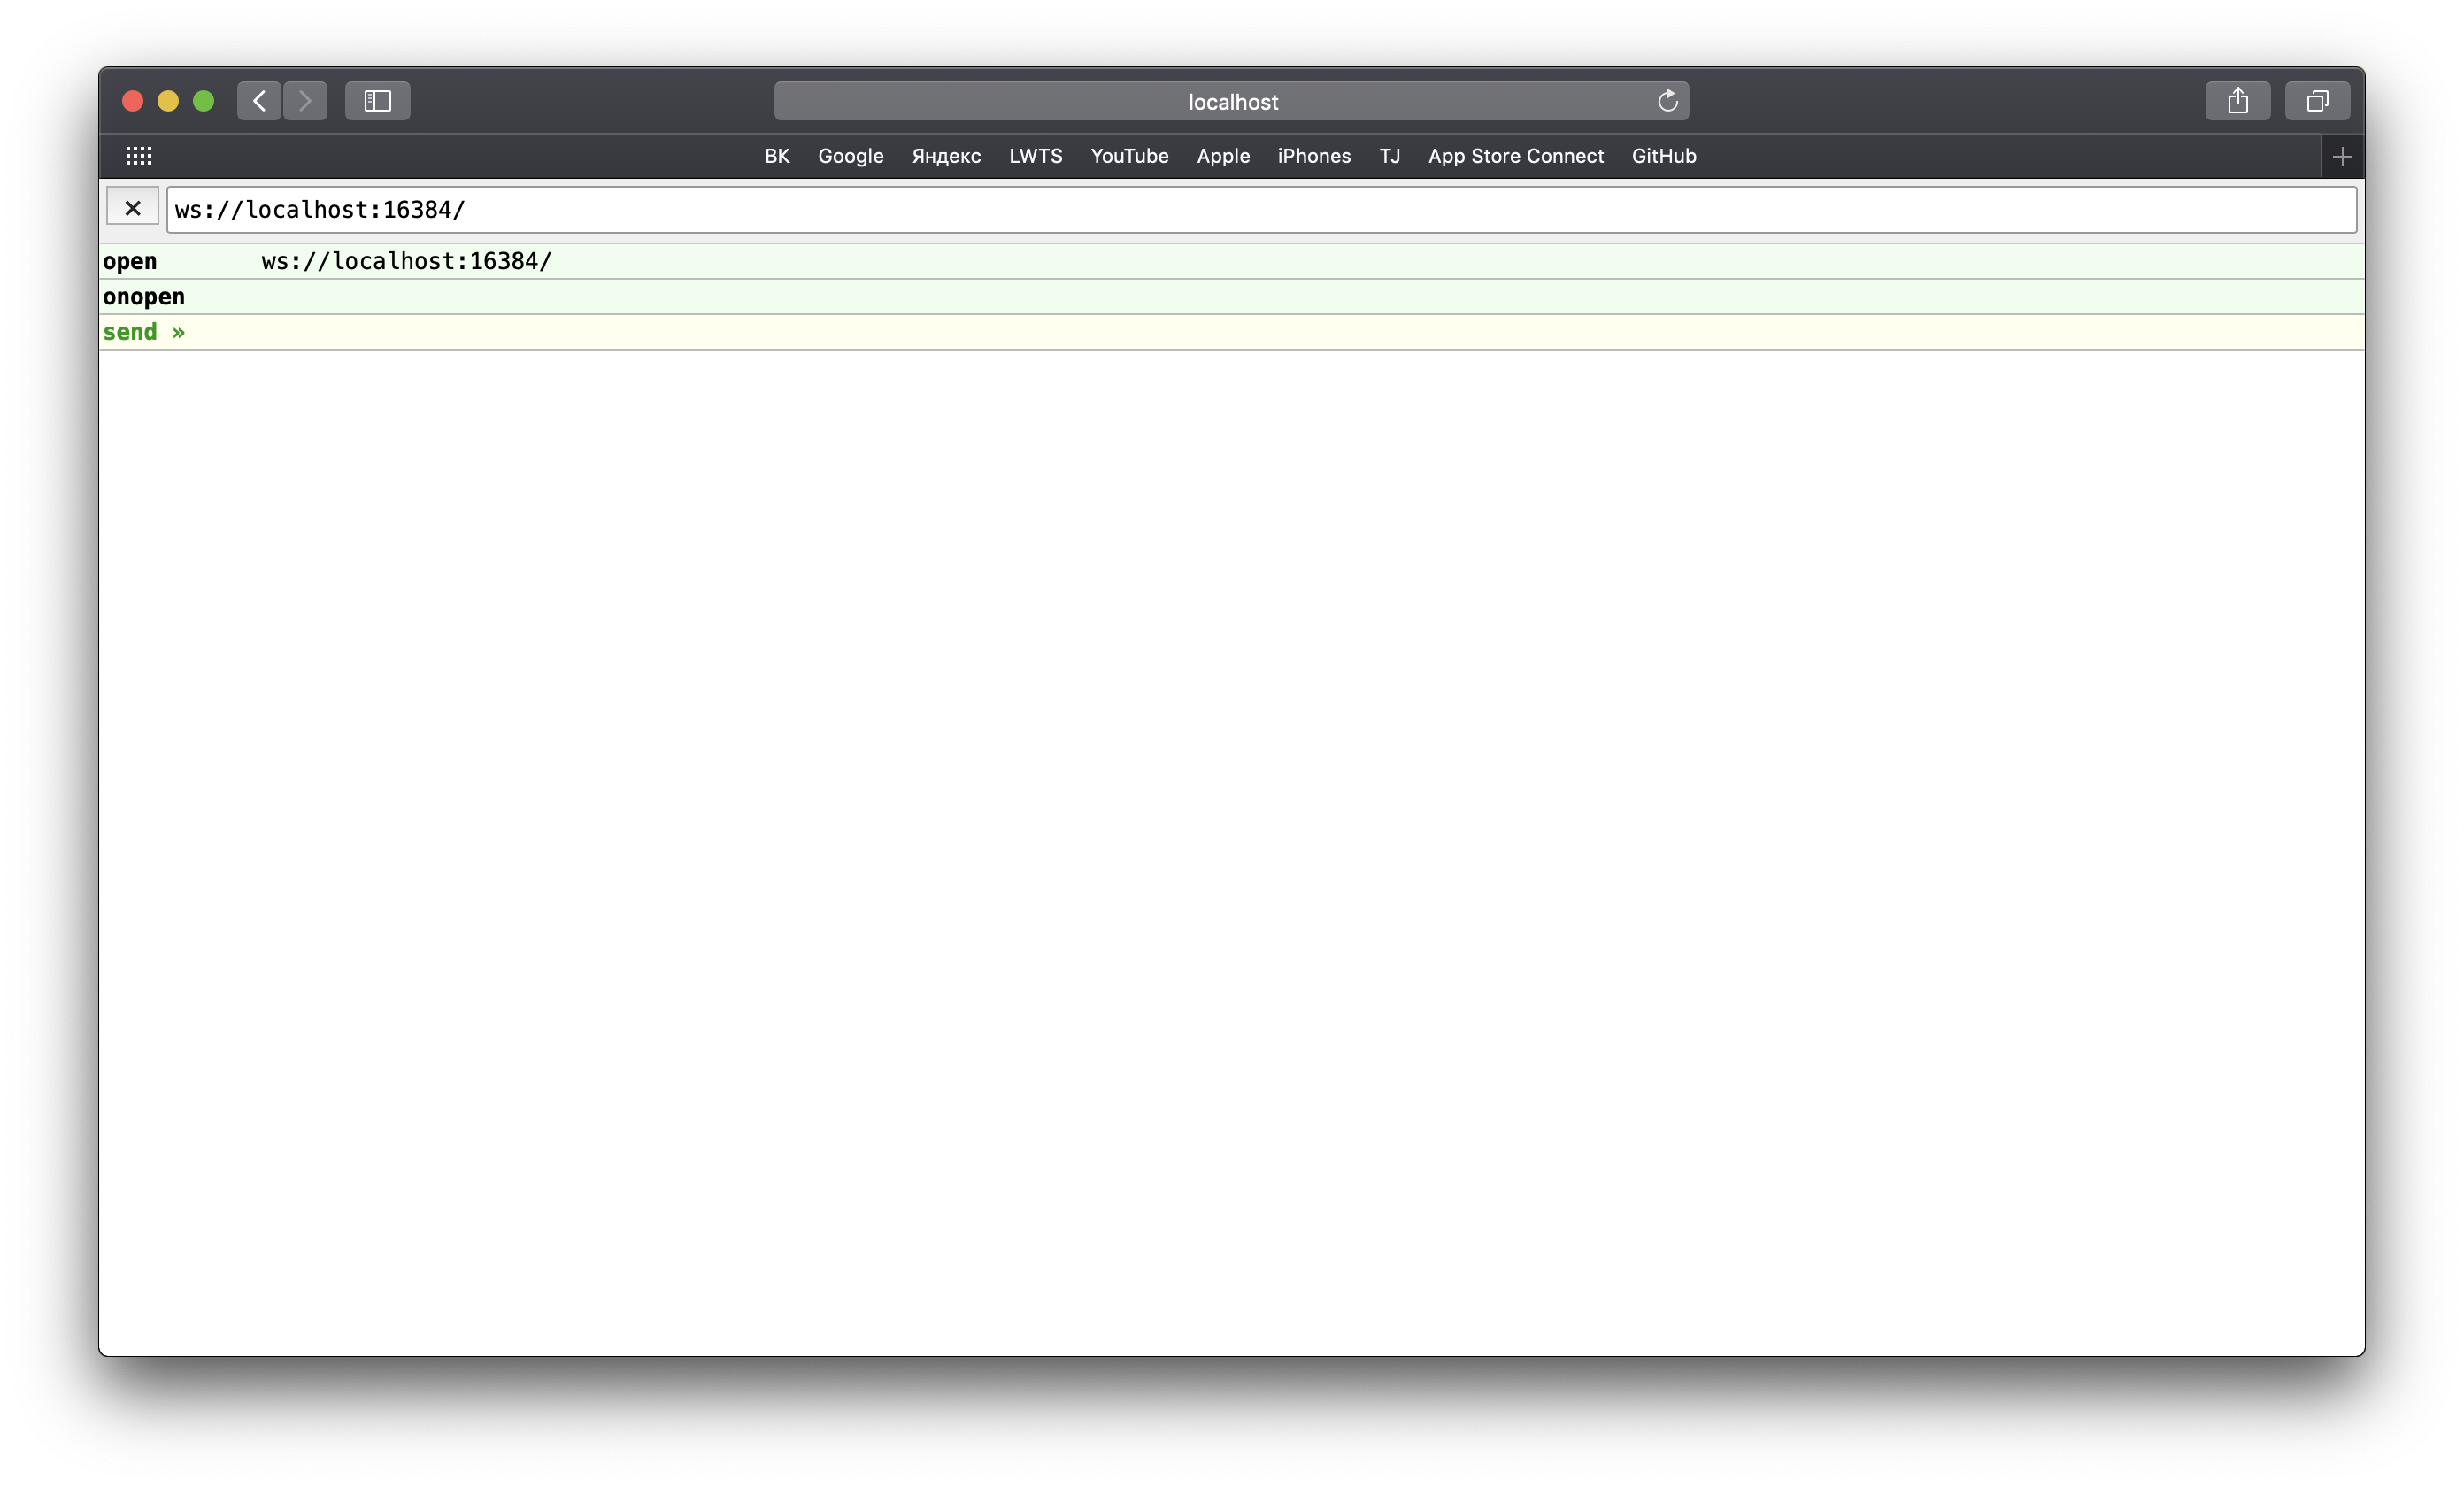 localhost
ВК Google Яндекс LWTS YouTube Apple iPhones TJ App Store Connect GitHub
ws://localhost:16384/
open ws://localhost:16384/
onopen
send »